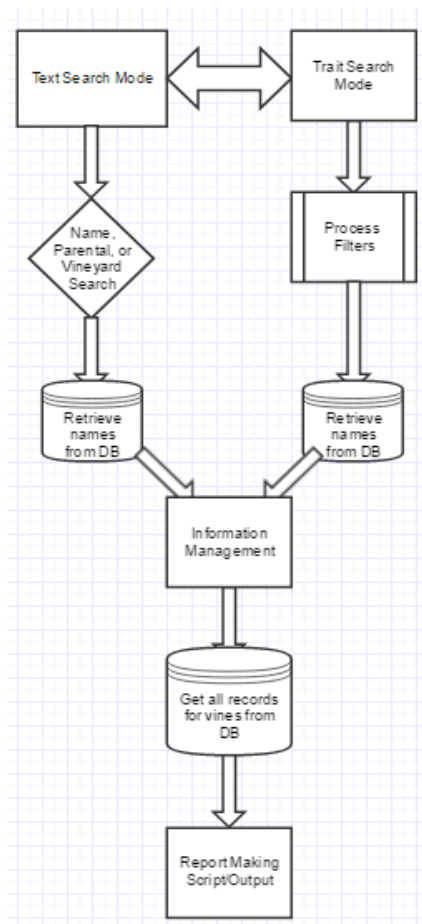 Text Search Mode
Trait Search
Mode
Name,
Parental, or
Vineyard
Search
Process
Filters
Retrieve
names
from DB
Retrieve
names
from DB
Information
Management
Get all records
for vines from
DB
Report Making
Script/Output